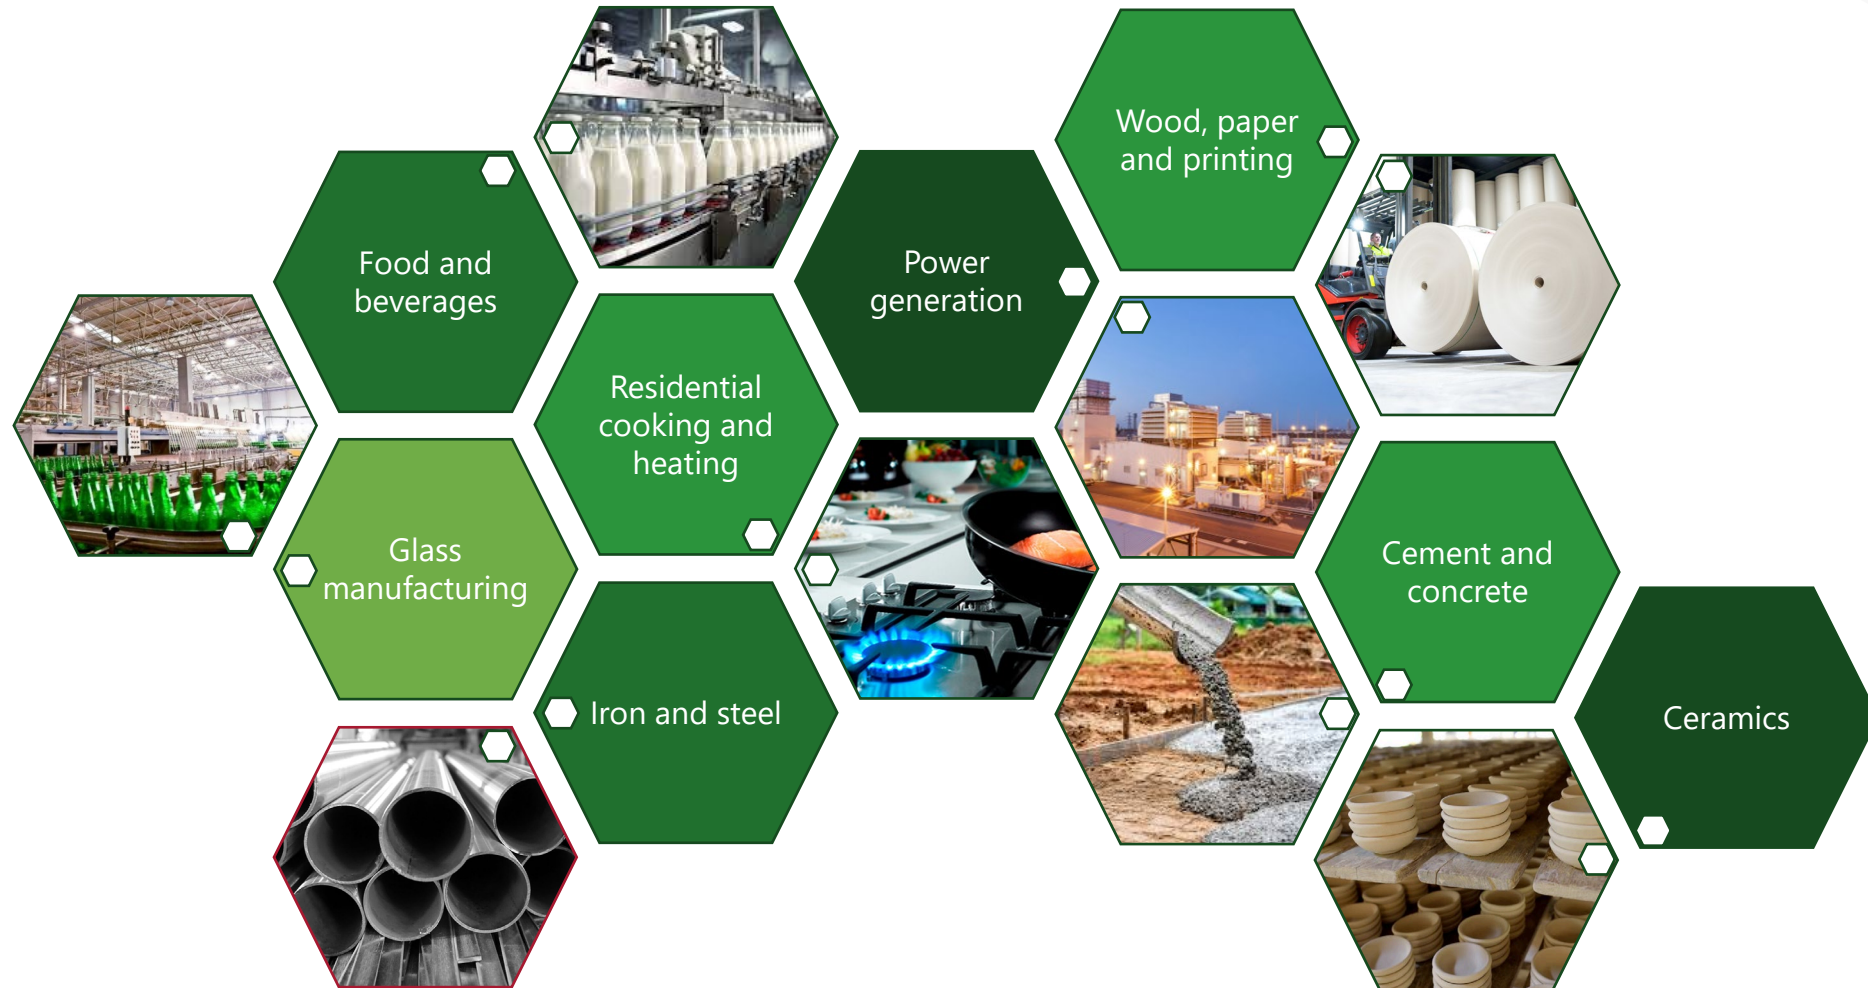 Wood, paper
and printing
Food and
beverages
Power
generation
Residential
cooking and
heating
Glass
manufacturing
Cement and
concrete
Iron and steel
Ceramics